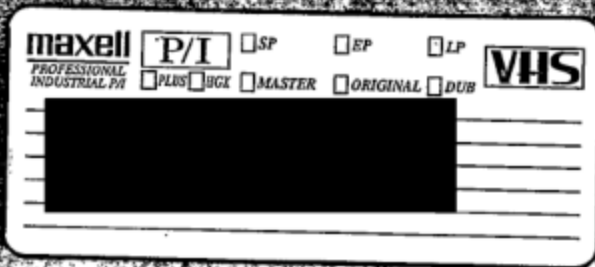 maxell P/I SP EP LP VHS
PROFESSIONAL INDUSTRIAL P/I PLUS HGX MASTER ORIGINAL DUB